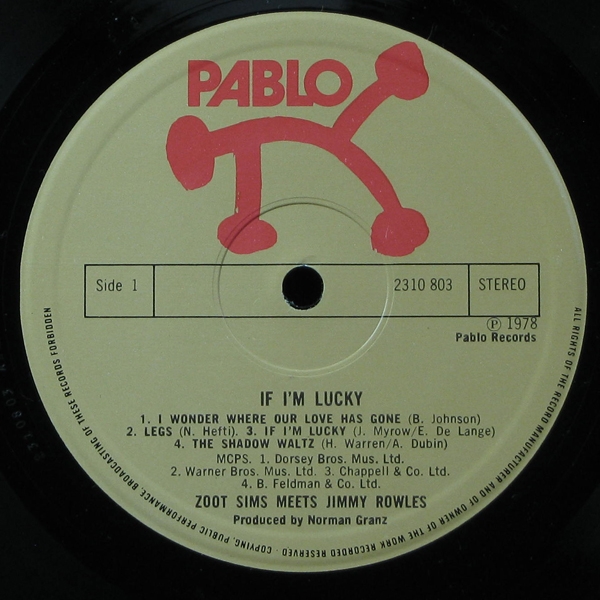 PABLO
Side 1
2310 803
STEREO
Ⓟ 1978
Pablo Records
IF I'M LUCKY
1. I WONDER WHERE OUR LOVE HAS GONE (B. Johnson)
2. LEGS (N. Hefti). 3. IF I'M LUCKY (J. Myrow/E. De Lange)
4. THE SHADOW WALTZ (H. Warren/A. Dubin)
MCPS. 1. Dorsey Bros. Mus. Ltd.
2. Warner Bros. Mus. Ltd. 3. Chappell & Co. Ltd.
4. B. Feldman & Co. Ltd.
ZOOT SIMS MEETS JIMMY ROWLES
Produced by Norman Granz
ALL RIGHTS OF THE RECORD MANUFACTURER AND OF OWNER OF THE WORK RECORDED RESERVED · COPYING, PUBLIC PERFORMANCE, BROADCASTING OF THESE RECORDS FORBIDDEN